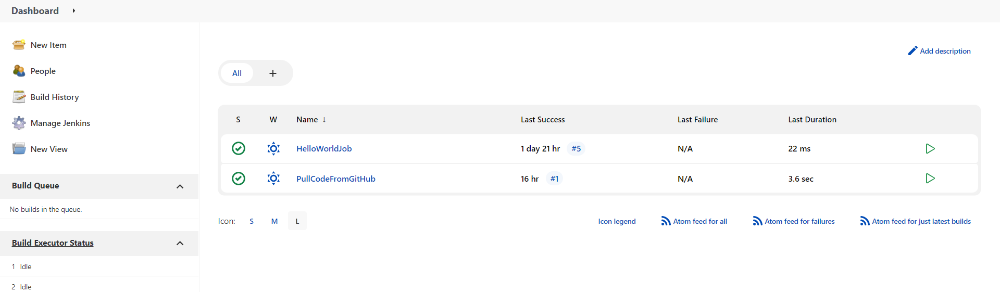 Dashboard
New Item
People
Build History
Manage Jenkins
New View
Build Queue
No builds in the queue.
Build Executor Status
1 Idle
2 Idle
Add description
All +
S W Name ↓ Last Success Last Failure Last Duration
HelloWorldJob 1 day 21 hr #5 N/A 22 ms
PullCodeFromGitHub 16 hr #1 N/A 3.6 sec
Icon: S M L Icon legend Atom feed for all Atom feed for failures Atom feed for just latest builds